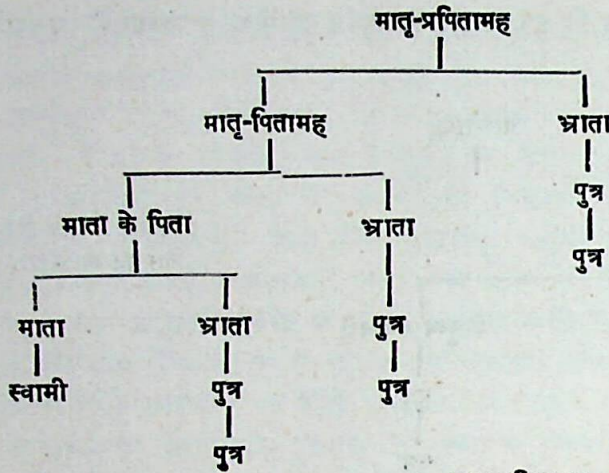 मातृ-प्रपितामह
मातृ-पितामह भ्राता
पुत्र
माता के पिता भ्राता
पुत्र
माता भ्राता पुत्र
स्वामी पुत्र पुत्र
पुत्र